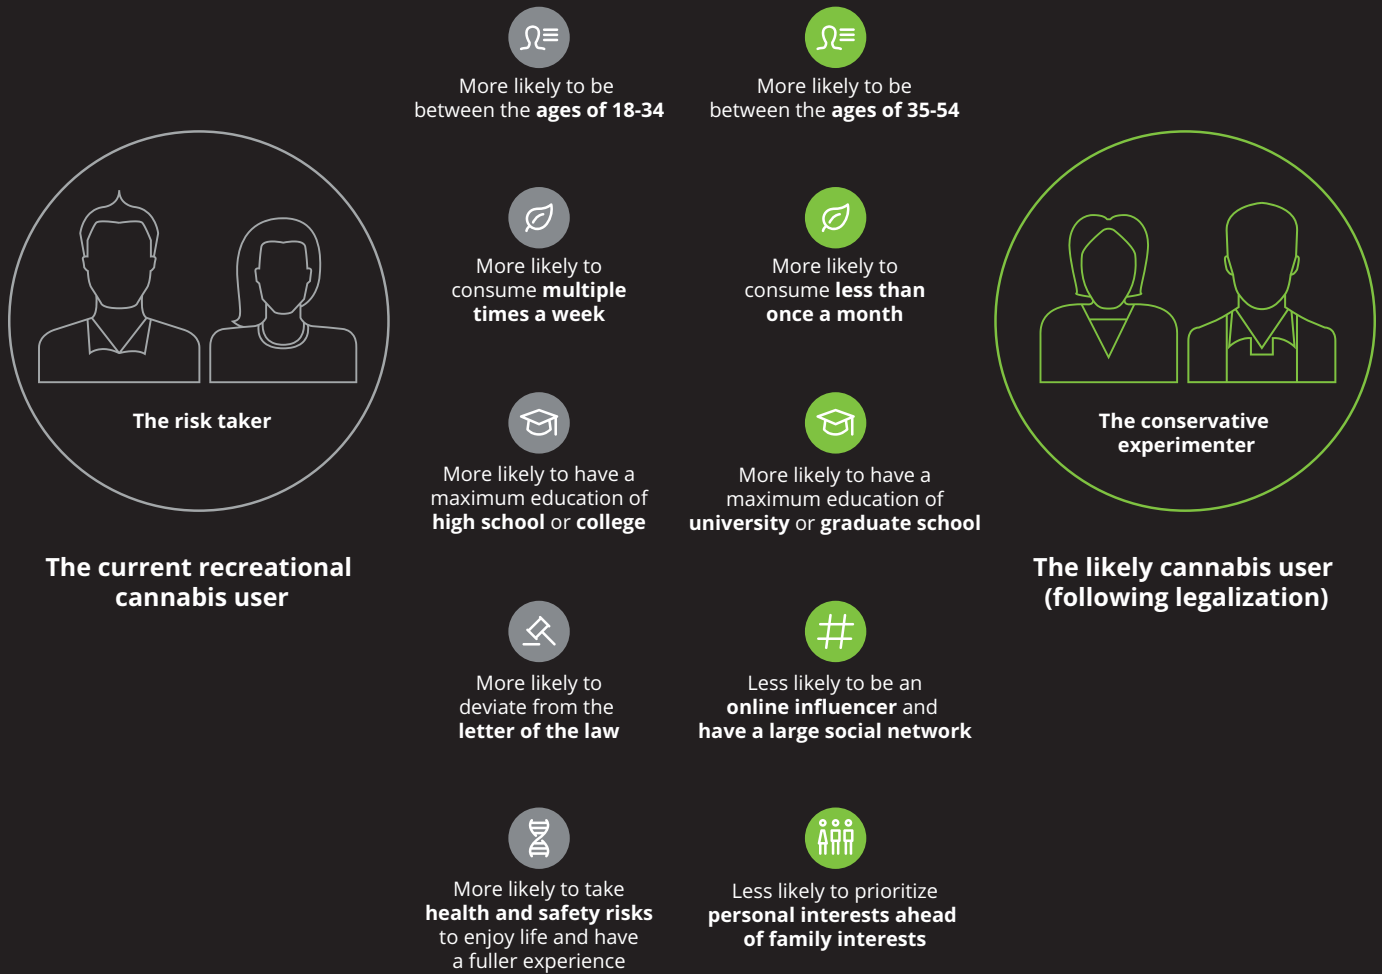 More likely to be
between the ages of 18-34
More likely to be
between the ages of 35-54
The risk taker
The current recreational
cannabis user
More likely to
consume multiple
times a week
More likely to
consume less than
once a month
The conservative
experimenter
The likely cannabis user
(following legalization)
More likely to have a
maximum education of
high school or college
More likely to have a
maximum education of
university or graduate school
More likely to
deviate from the
letter of the law
Less likely to be an
online influencer and
have a large social network
More likely to take
health and safety risks
to enjoy life and have
a fuller experience
Less likely to prioritize
personal interests ahead
of family interests